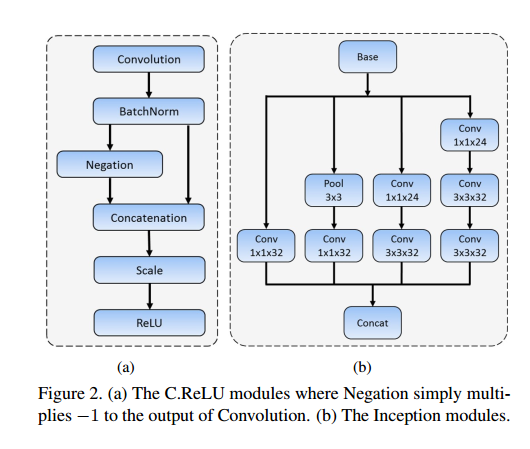 Convolution
BatchNorm
Negation
Concatenation
Scale
ReLU
(a)
Base
Conv
1x1x24
Pool
3x3
Conv
1x1x24
Conv
3x3x32
Conv
1x1x32
Conv
1x1x32
Conv
3x3x32
Conv
3x3x32
Concat
(b)
Figure 2. (a) The C.ReLU modules where Negation simply multi-
plies −1 to the output of Convolution. (b) The Inception modules.